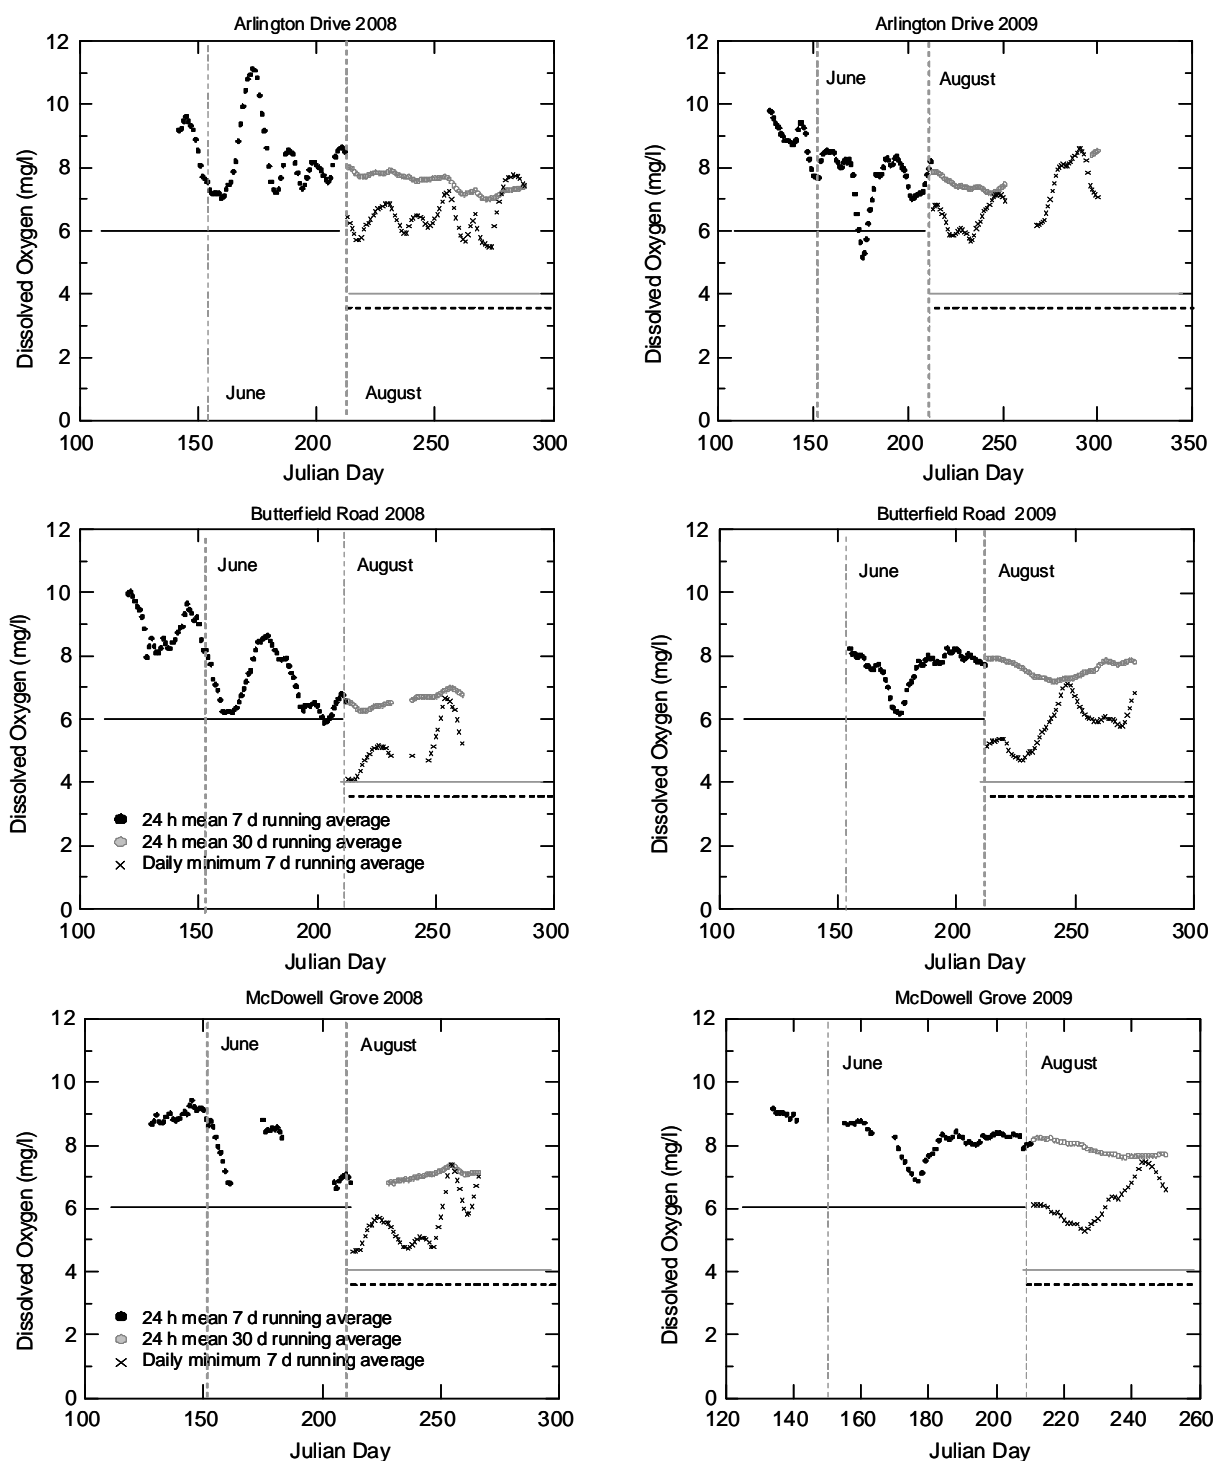 Arlington Drive 2008
12
10
8
6
4
2
0
Dissolved Oxygen (mg/l)
June
August
100 150 200 250 300
Julian Day
Arlington Drive 2009
12
10
8
6
4
2
0
Dissolved Oxygen (mg/l)
June
August
100 150 200 250 300 350
Julian Day
Butterfield Road 2008
12
10
8
6
4
2
0
Dissolved Oxygen (mg/l)
June
August
24 h mean 7 d running average
24 h mean 30 d running average
Daily minimum 7 d running average
100 150 200 250 300
Julian Day
Butterfield Road 2009
12
10
8
6
4
2
0
Dissolved Oxygen (mg/l)
June
August
100 150 200 250 300
Julian Day
McDowell Grove 2008
12
10
8
6
4
2
0
Dissolved Oxygen (mg/l)
June
August
24 h mean 7 d running average
24 h mean 30 d running average
Daily minimum 7 d running average
100 150 200 250 300
Julian Day
McDowell Grove 2009
12
10
8
6
4
2
0
Dissolved Oxygen (mg/l)
June
August
120 140 160 180 200 220 240 260
Julian Day